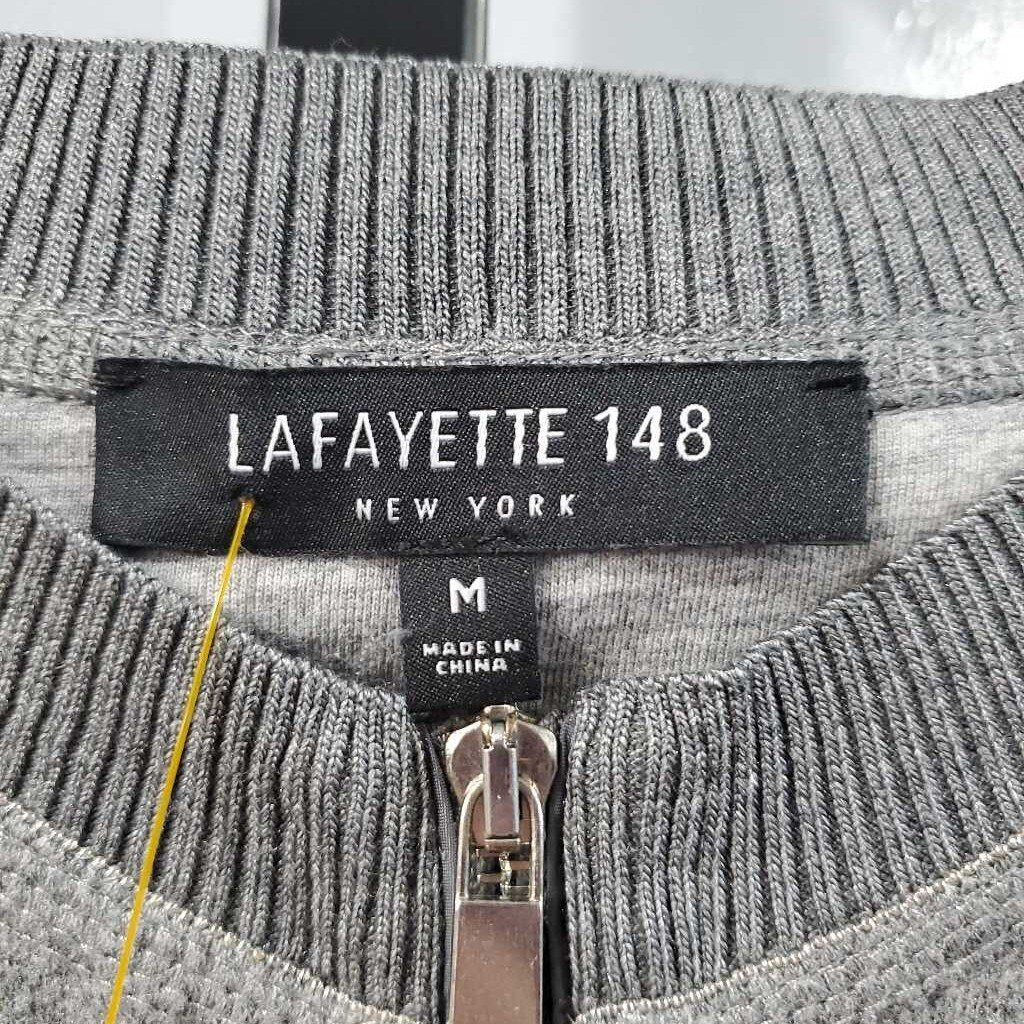 LAFAYETTE 148
NEW YORK
M
MADE IN
CHINA